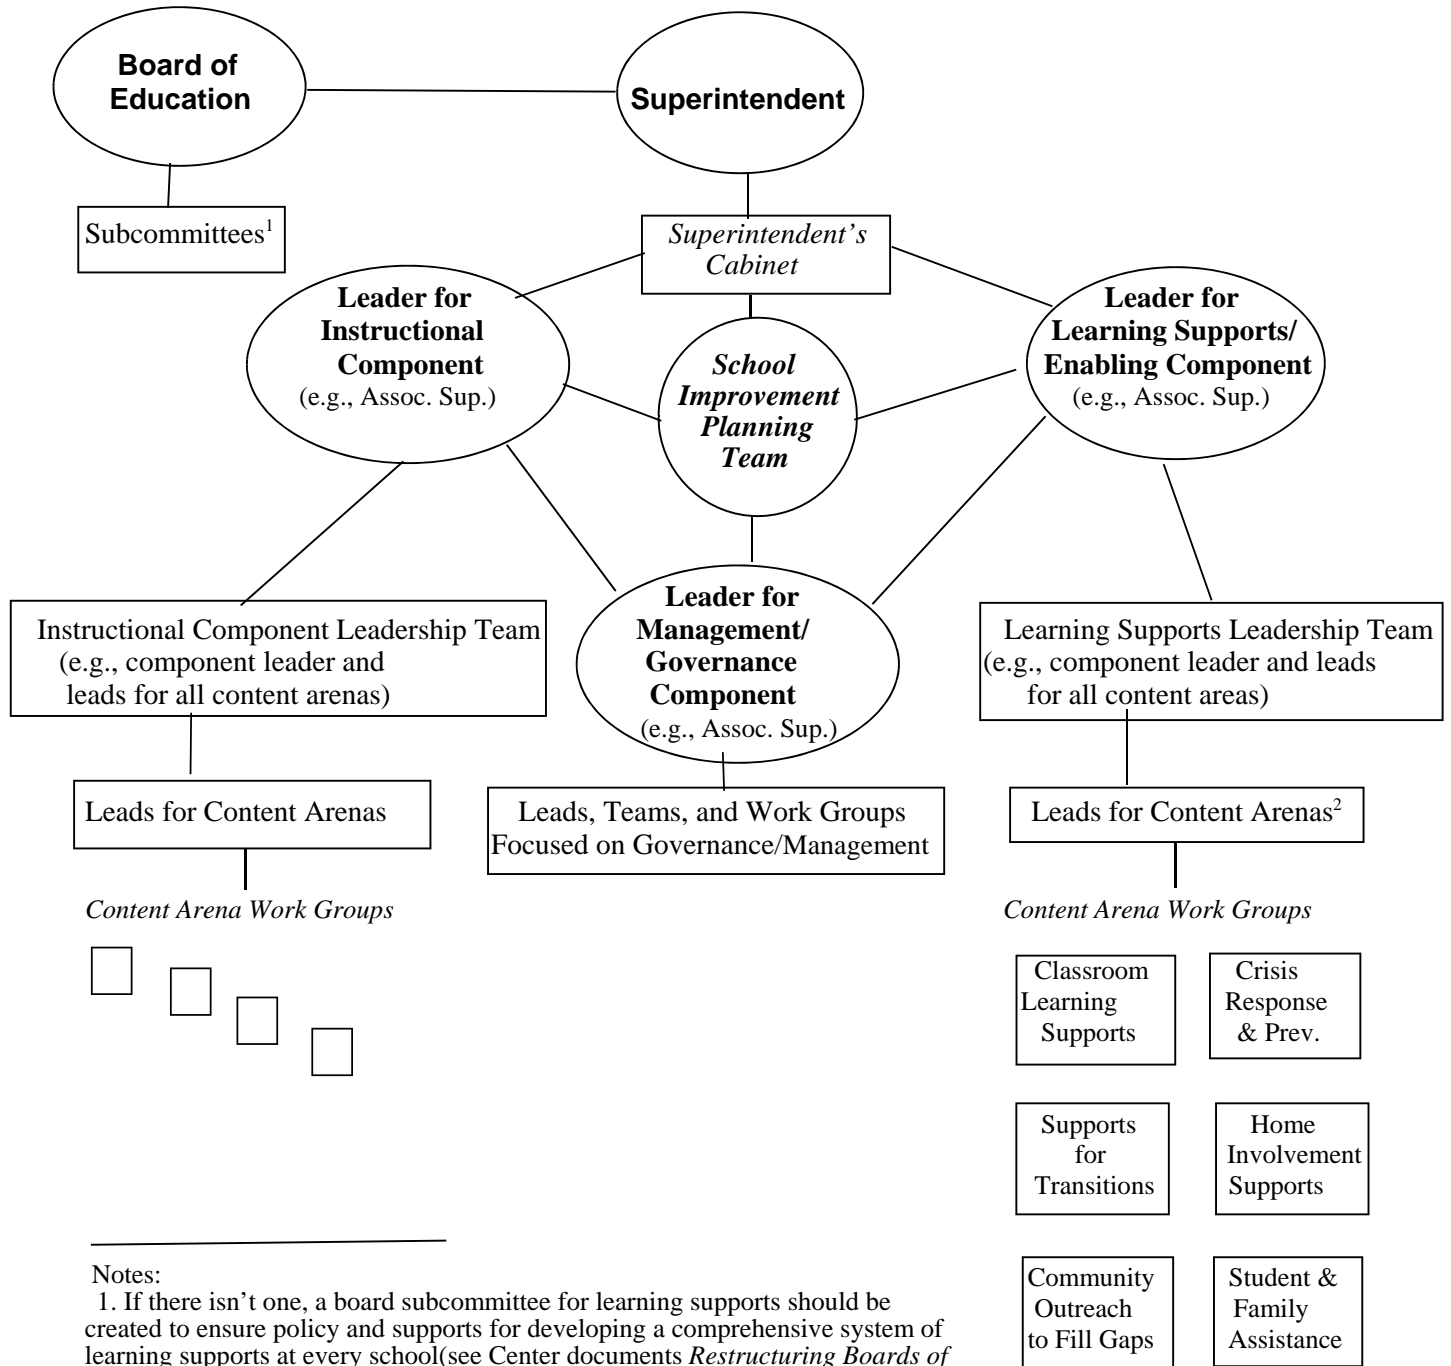 Board of
Education
Superintendent
Subcommittees1
Superintendent's
Cabinet
Leader for
Instructional
Component
(e.g., Assoc. Sup.)
School
Improvement
Planning
Team
Leader for
Learning Supports/
Enabling Component
(e.g., Assoc. Sup.)
Instructional Component Leadership Team
(e.g., component leader and
leads for all content arenas)
Leader for
Management/
Governance
Component
(e.g., Assoc. Sup.)
Learning Supports Leadership Team
(e.g., component leader and leads
for all content areas)
Leads for Content Arenas
Leads, Teams, and Work Groups
Focused on Governance/Management
Leads for Content Arenas2
Content Arena Work Groups
Content Arena Work Groups
Classroom
Learning
Supports
Crisis
Response
& Prev.
Supports
for
Transitions
Home
Involvement
Supports
Community
Outreach
to Fill Gaps
Student &
Family
Assistance
Notes:
1. If there isn't one, a board subcommittee for learning supports should be
created to ensure policy and supports for developing a comprehensive system of
learning supports at every school(see Center documents Restructuring Boards of